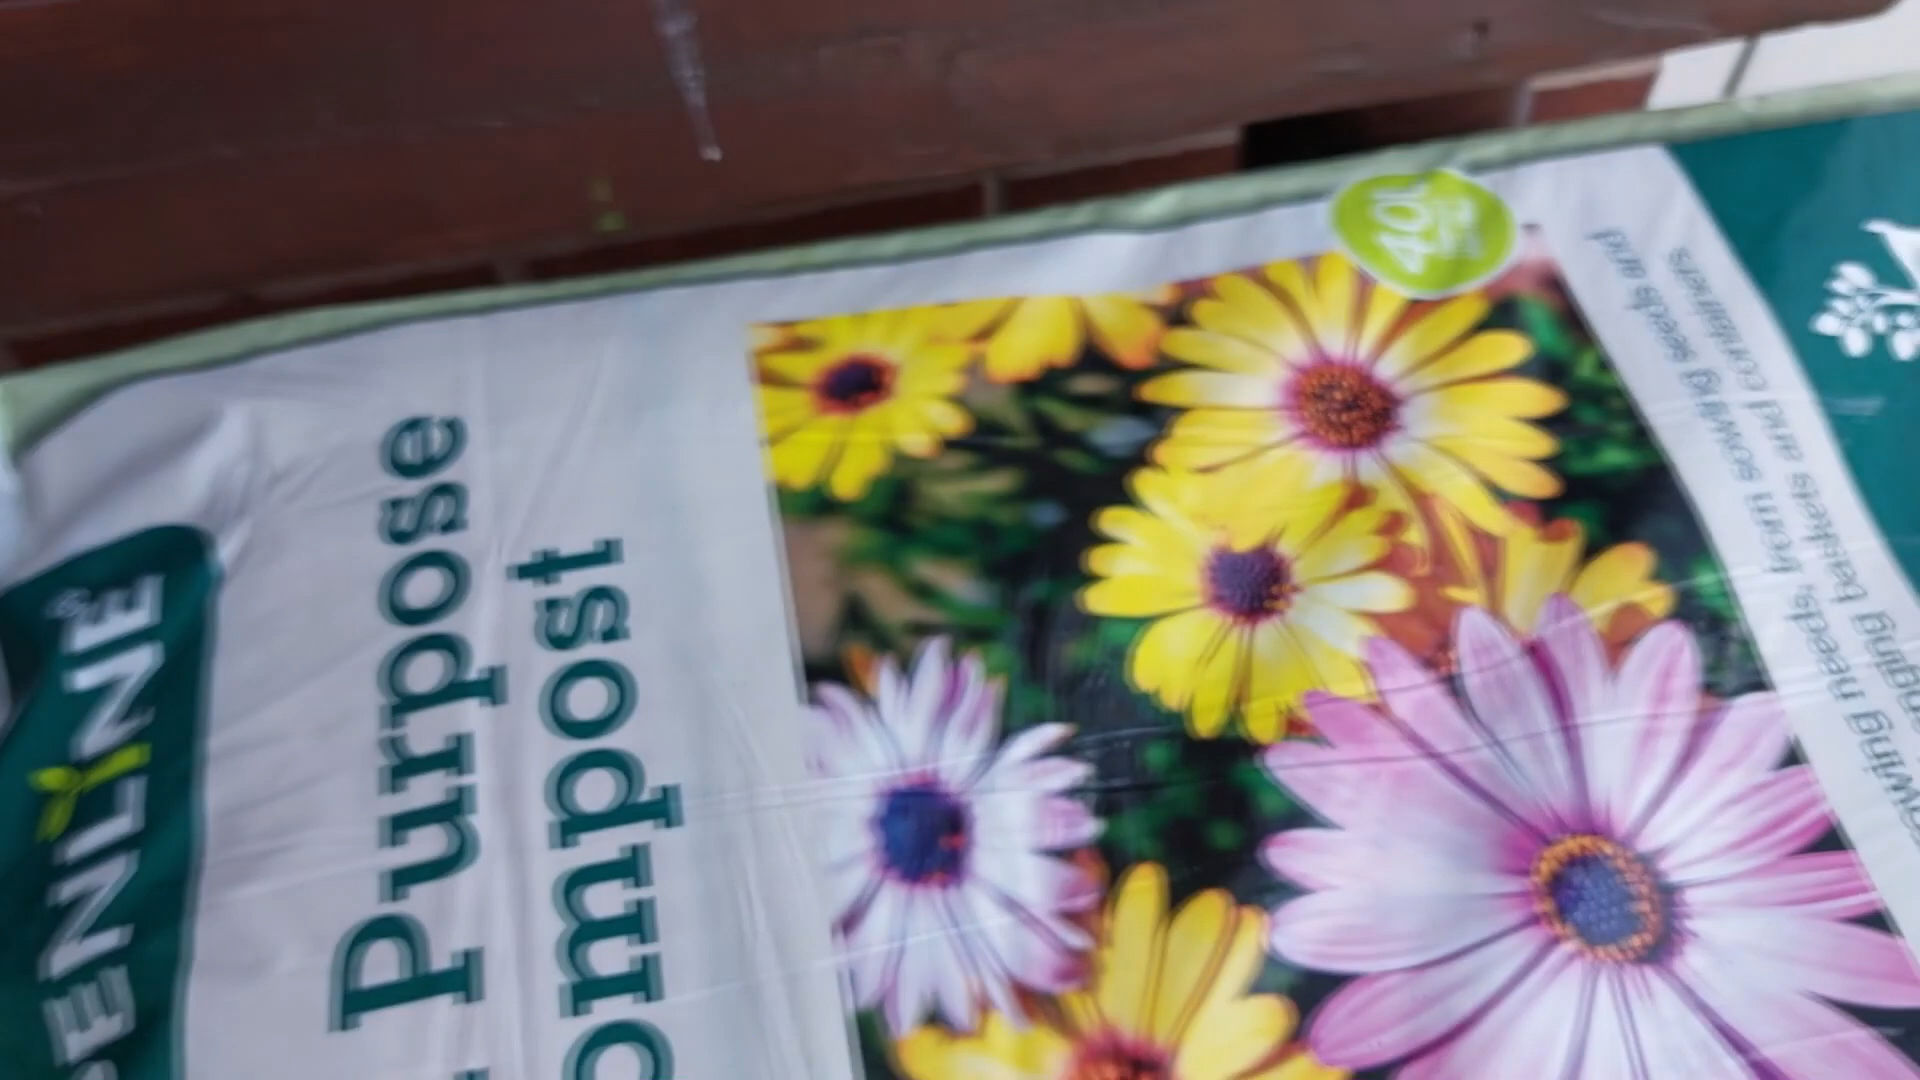 ENLINE®
Purpose
ompost
40L
owing needs, from sowing seeds and
nging baskets and containers.